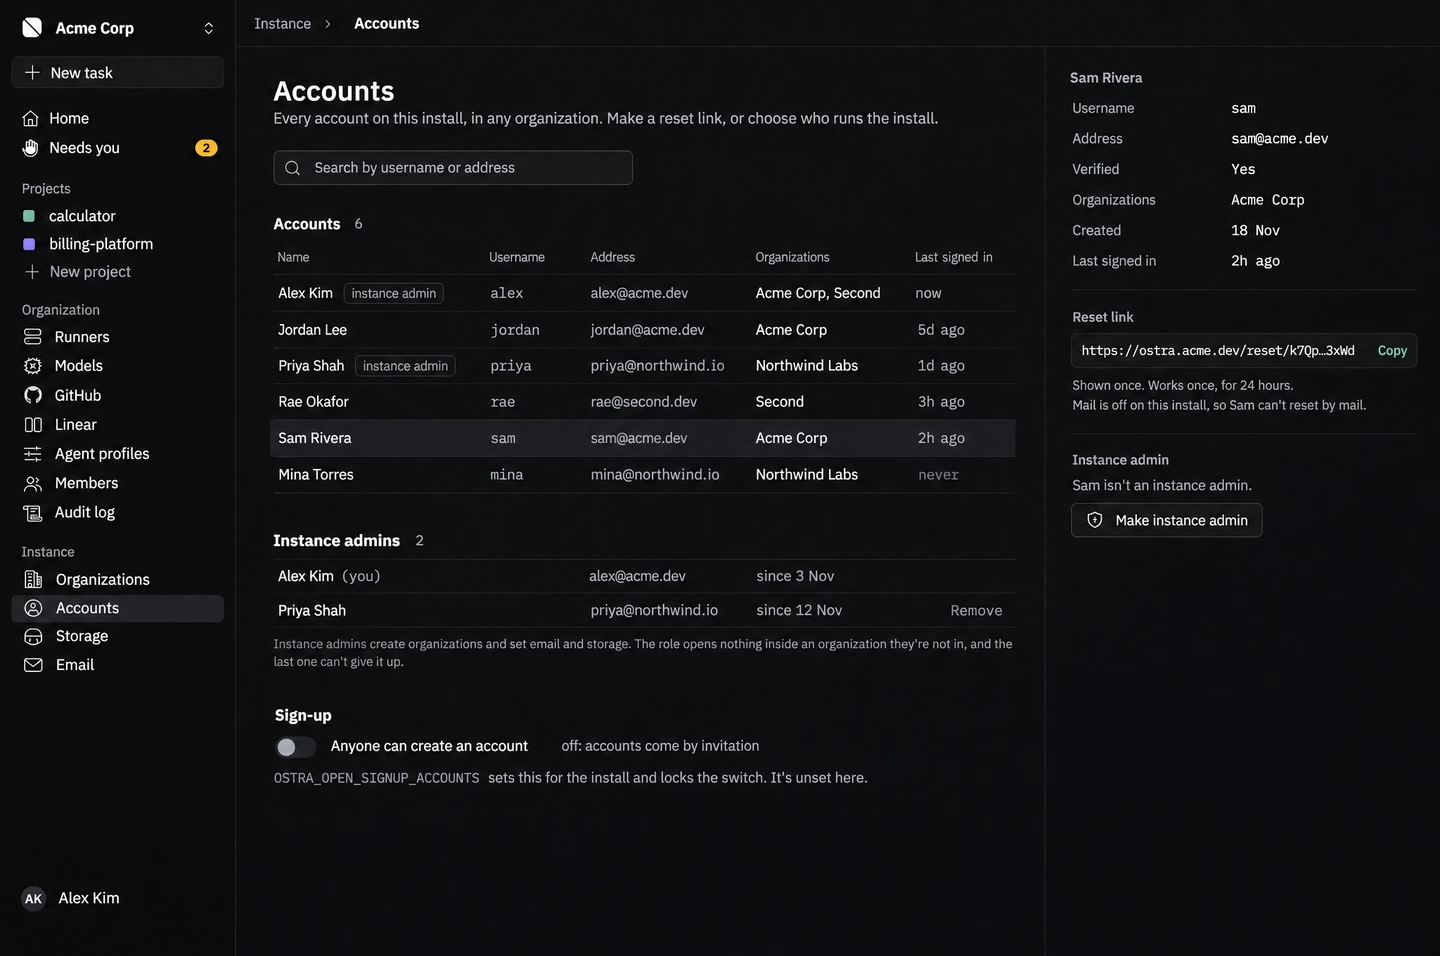 Acme Corp
New task
Home
Needs you 2
Projects
calculator
billing-platform
New project
Organization
Runners
Models
GitHub
Linear
Agent profiles
Members
Audit log
Instance
Organizations
Accounts
Storage
Email
AK Alex Kim
Instance > Accounts
Accounts
Every account on this install, in any organization. Make a reset link, or choose who runs the install.
Search by username or address
Accounts 6
Name Username Address Organizations Last signed in
Alex Kim instance admin alex alex@acme.dev Acme Corp, Second now
Jordan Lee jordan jordan@acme.dev Acme Corp 5d ago
Priya Shah instance admin priya priya@northwind.io Northwind Labs 1d ago
Rae Okafor rae rae@second.dev Second 3h ago
Sam Rivera sam sam@acme.dev Acme Corp 2h ago
Mina Torres mina mina@northwind.io Northwind Labs never
Instance admins 2
Alex Kim (you) alex@acme.dev since 3 Nov
Priya Shah priya@northwind.io since 12 Nov Remove
Instance admins create organizations and set email and storage. The role opens nothing inside an organization they're not in, and the
last one can't give it up.
Sign-up
Anyone can create an account off: accounts come by invitation
OSTRA_OPEN_SIGNUP_ACCOUNTS sets this for the install and locks the switch. It's unset here.
Sam Rivera
Username sam
Address sam@acme.dev
Verified Yes
Organizations Acme Corp
Created 18 Nov
Last signed in 2h ago
Reset link
https://ostra.acme.dev/reset/k7Qp…3xWd Copy
Shown once. Works once, for 24 hours.
Mail is off on this install, so Sam can't reset by mail.
Instance admin
Sam isn't an instance admin.
Make instance admin